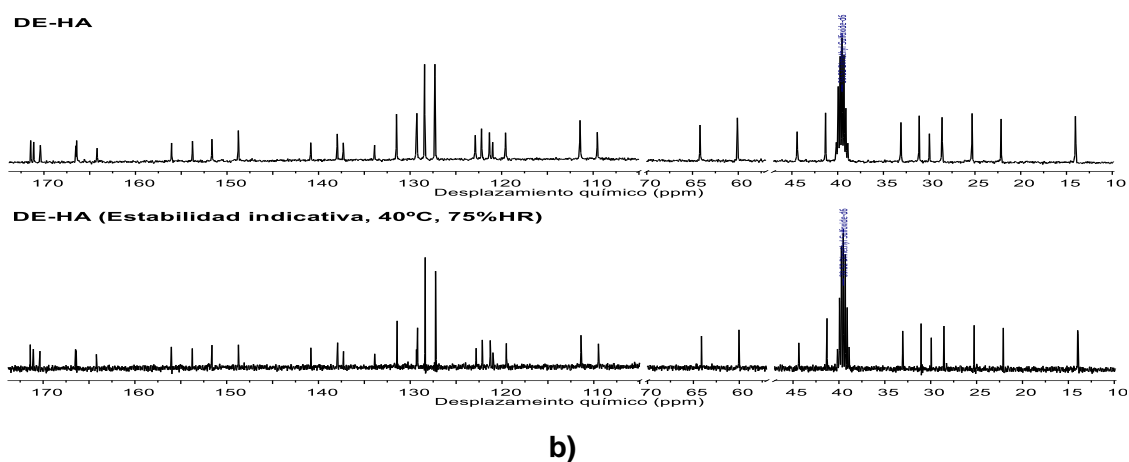 DE-HA
170 160 150 140 130 120 110 70 60 45 40 35 30 25 20 15 10
Desplazamiento químico (ppm)
DE-HA (Estabilidad indicativa, 40ºC, 75%HR)
170 160 150 140 130 120 110 70 60 45 40 35 30 25 20 15 10
Desplazameinto químico (ppm)
b)